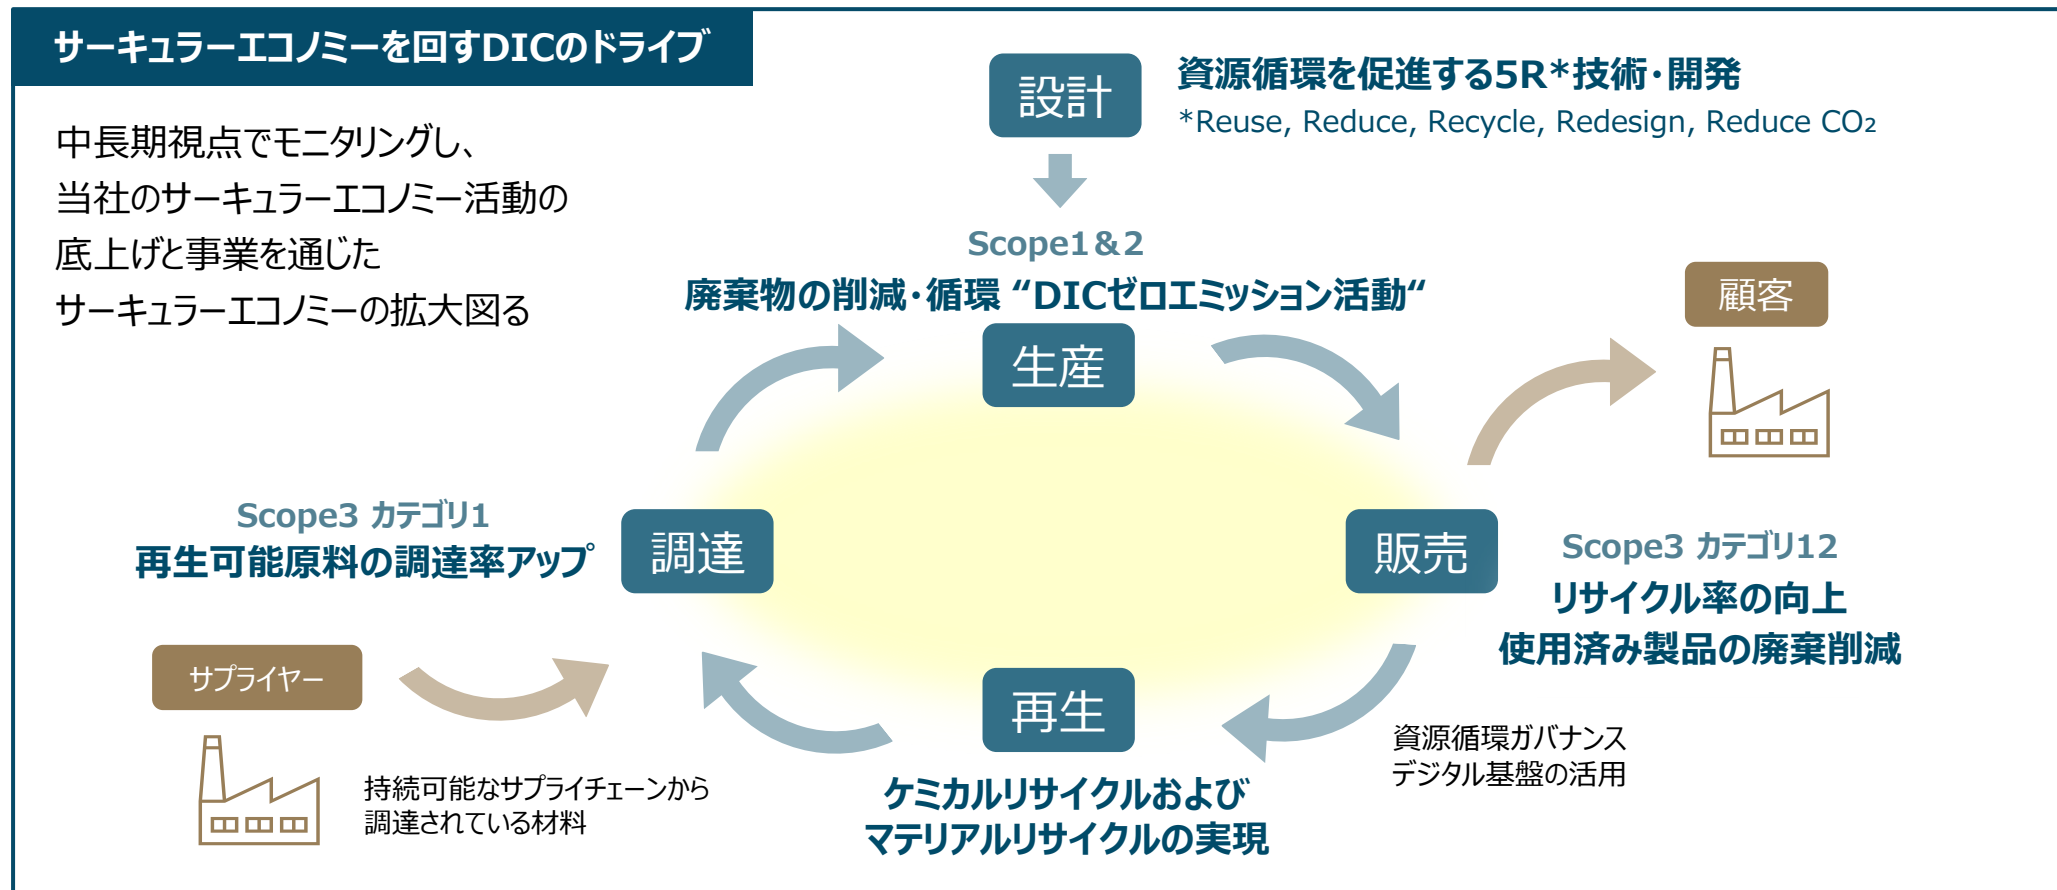 サーキュラーエコノミーを回すDICのドライブ
中長期視点でモニタリングし、
当社のサーキュラーエコノミー活動の
底上げと事業を通じた
サーキュラーエコノミーの拡大図る
設計
資源循環を促進する5R*技術・開発
*Reuse, Reduce, Recycle, Redesign, Reduce CO₂
Scope1&2
廃棄物の削減・循環 “DICゼロエミッション活動“
生産
顧客
Scope3 カテゴリ1
再生可能原料の調達率アップ
調達
販売
Scope3 カテゴリ12
リサイクル率の向上
使用済み製品の廃棄削減
サプライヤー
持続可能なサプライチェーンから
調達されている材料
再生
ケミカルリサイクルおよび
マテリアルリサイクルの実現
資源循環ガバナンス
デジタル基盤の活用